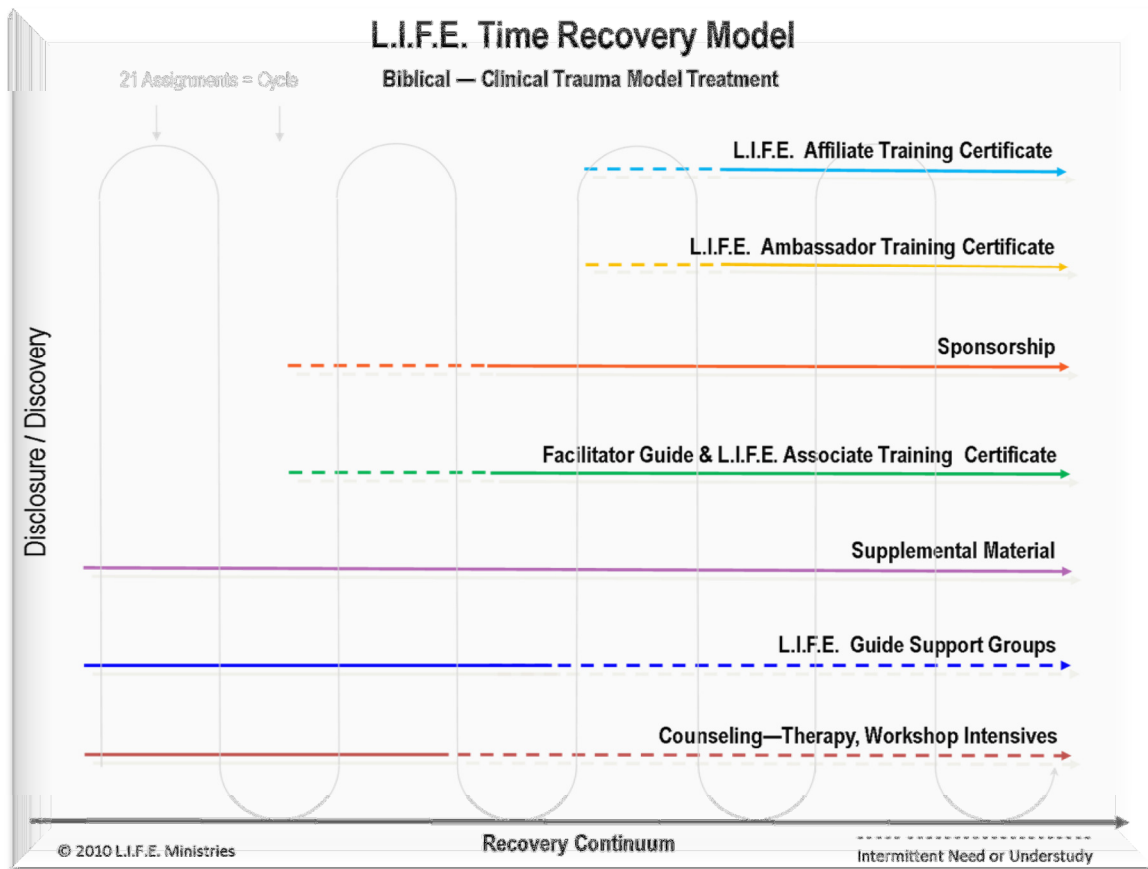 L.I.F.E. Time Recovery Model
Biblical — Clinical Trauma Model Treatment
21 Assignments = Cycle
L.I.F.E. Affiliate Training Certificate
L.I.F.E. Ambassador Training Certificate
Sponsorship
Facilitator Guide & L.I.F.E. Associate Training Certificate
Supplemental Material
L.I.F.E. Guide Support Groups
Counseling—Therapy, Workshop Intensives
Disclosure / Discovery
Recovery Continuum
© 2010 L.I.F.E. Ministries
Intermittent Need or Understudy